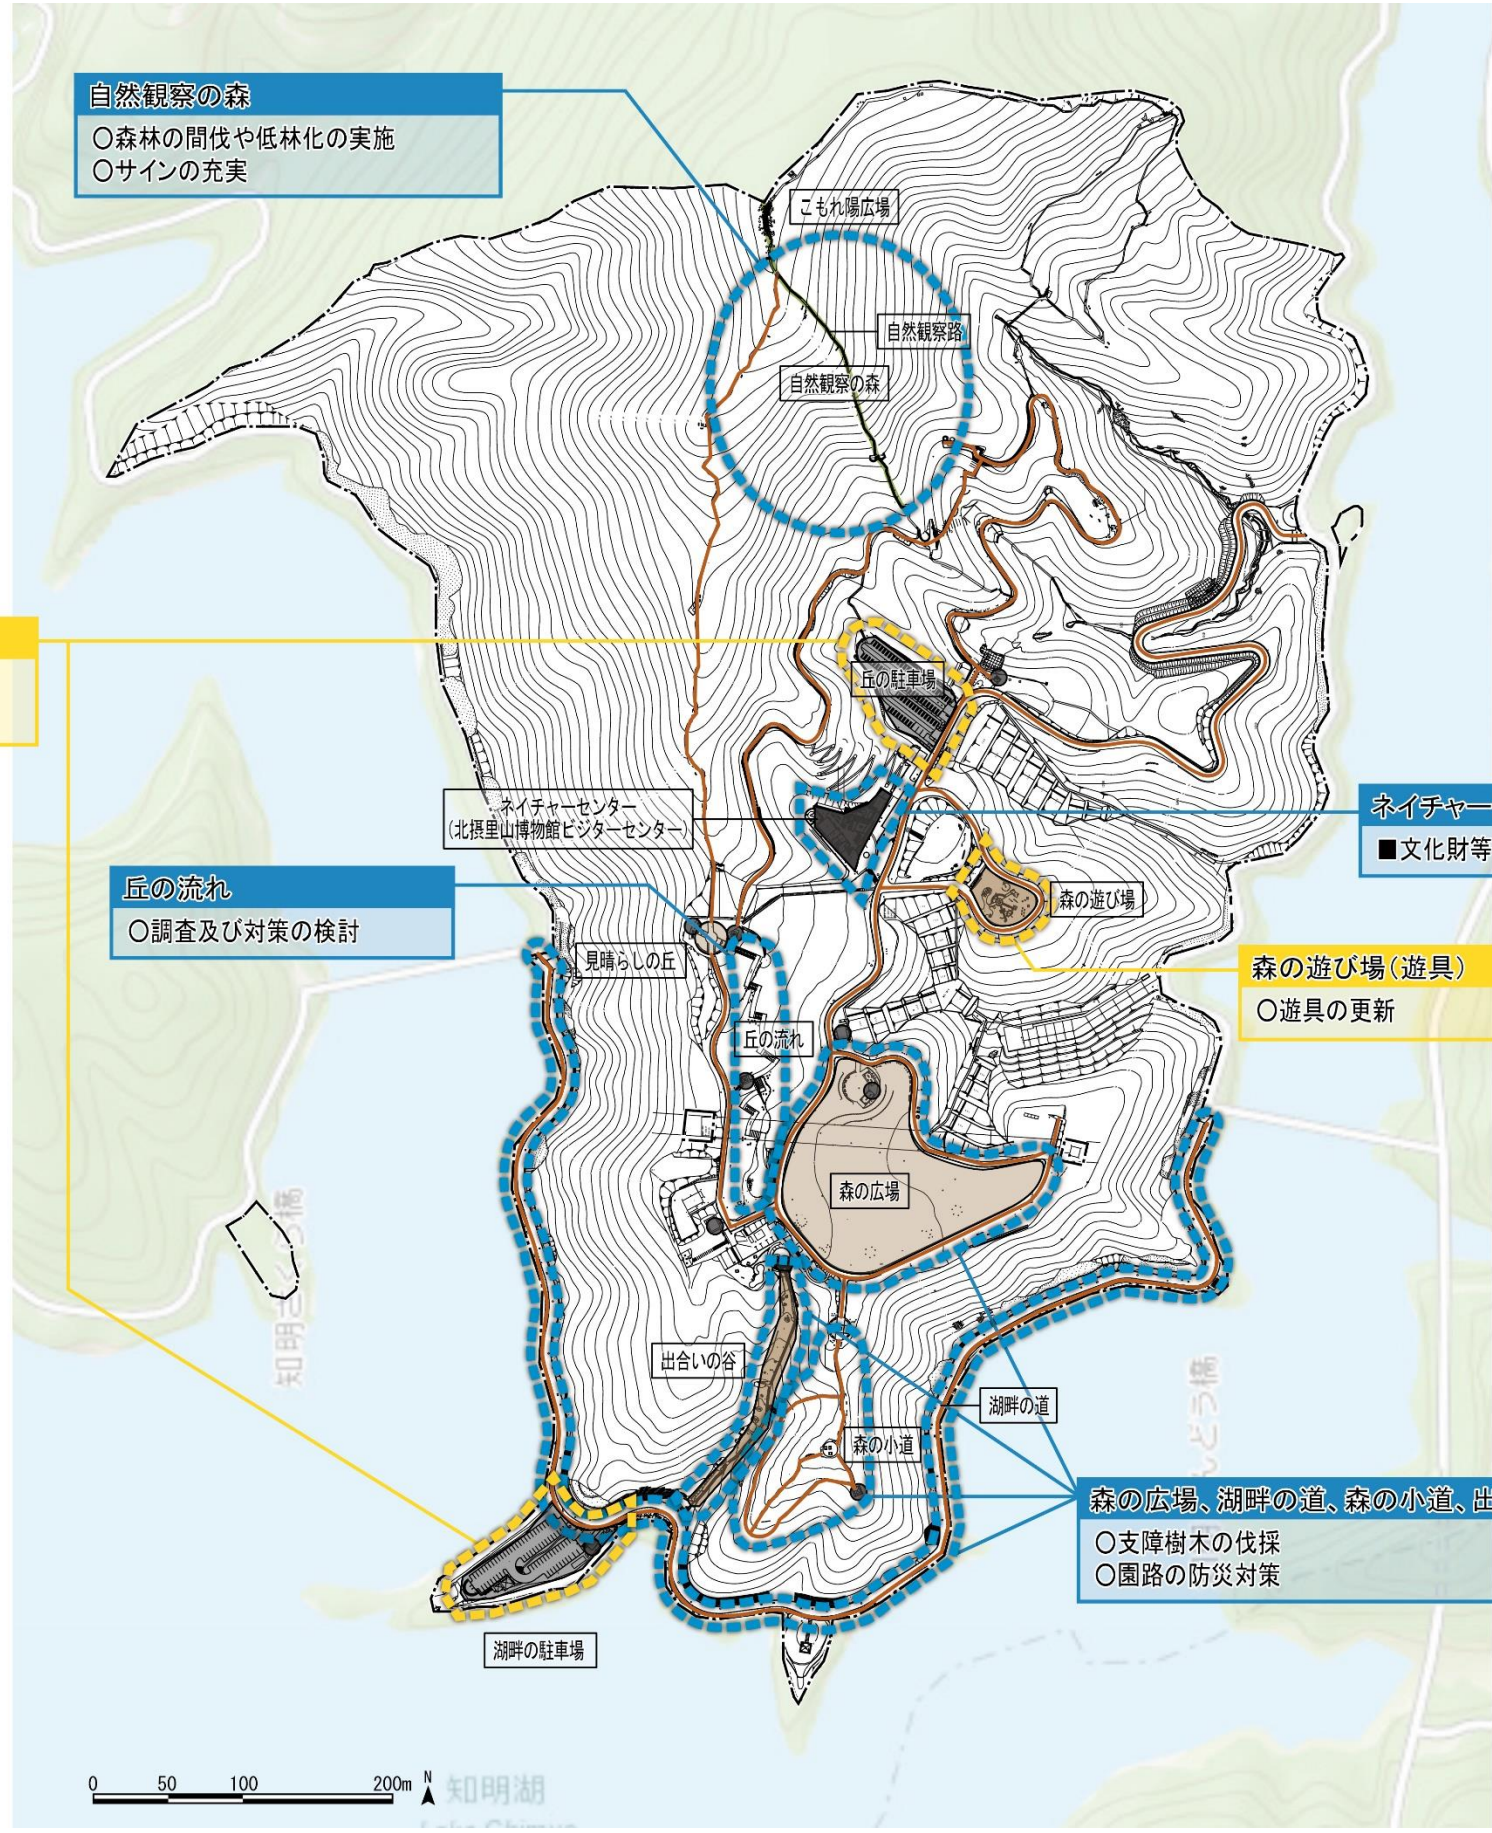 自然観察の森
○森林の間伐や低林化の実施
○サインの充実
こもれ陽広場
自然観察路
自然観察の森
丘の駐車場
ネイチャーセンター
(北摂里山博物館ビジターセンター)
ネイチャー
■文化財等
丘の流れ
○調査及び対策の検討
森の遊び場
見晴らしの丘
森の遊び場(遊具)
○遊具の更新
丘の流れ
森の広場
出合いの谷
湖畔の道
森の小道
森の広場、湖畔の道、森の小道、出
○支障樹木の伐採
○園路の防災対策
湖畔の駐車場
0 50 100 200m N
知明湖